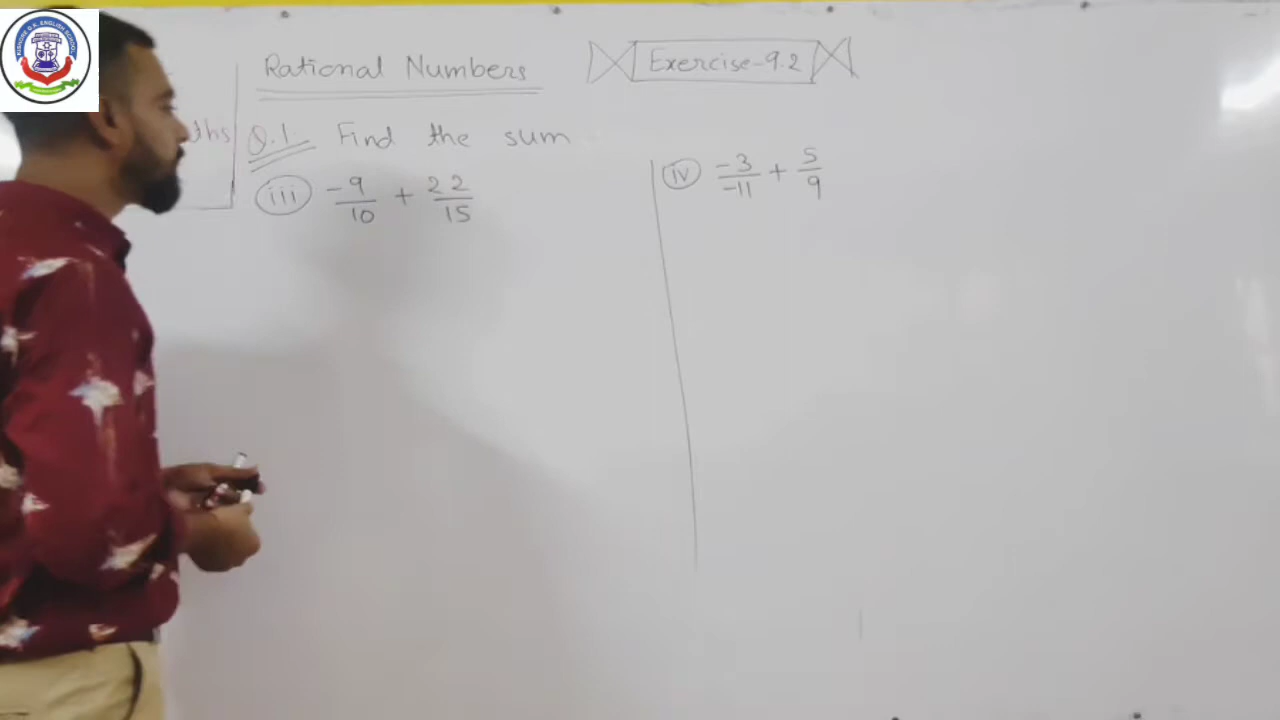 Rational Numbers
Exercise-9.2
ths
Q.1. Find the sum
iii) -9/10 + 22/15
iv) -3/-11 + 5/9